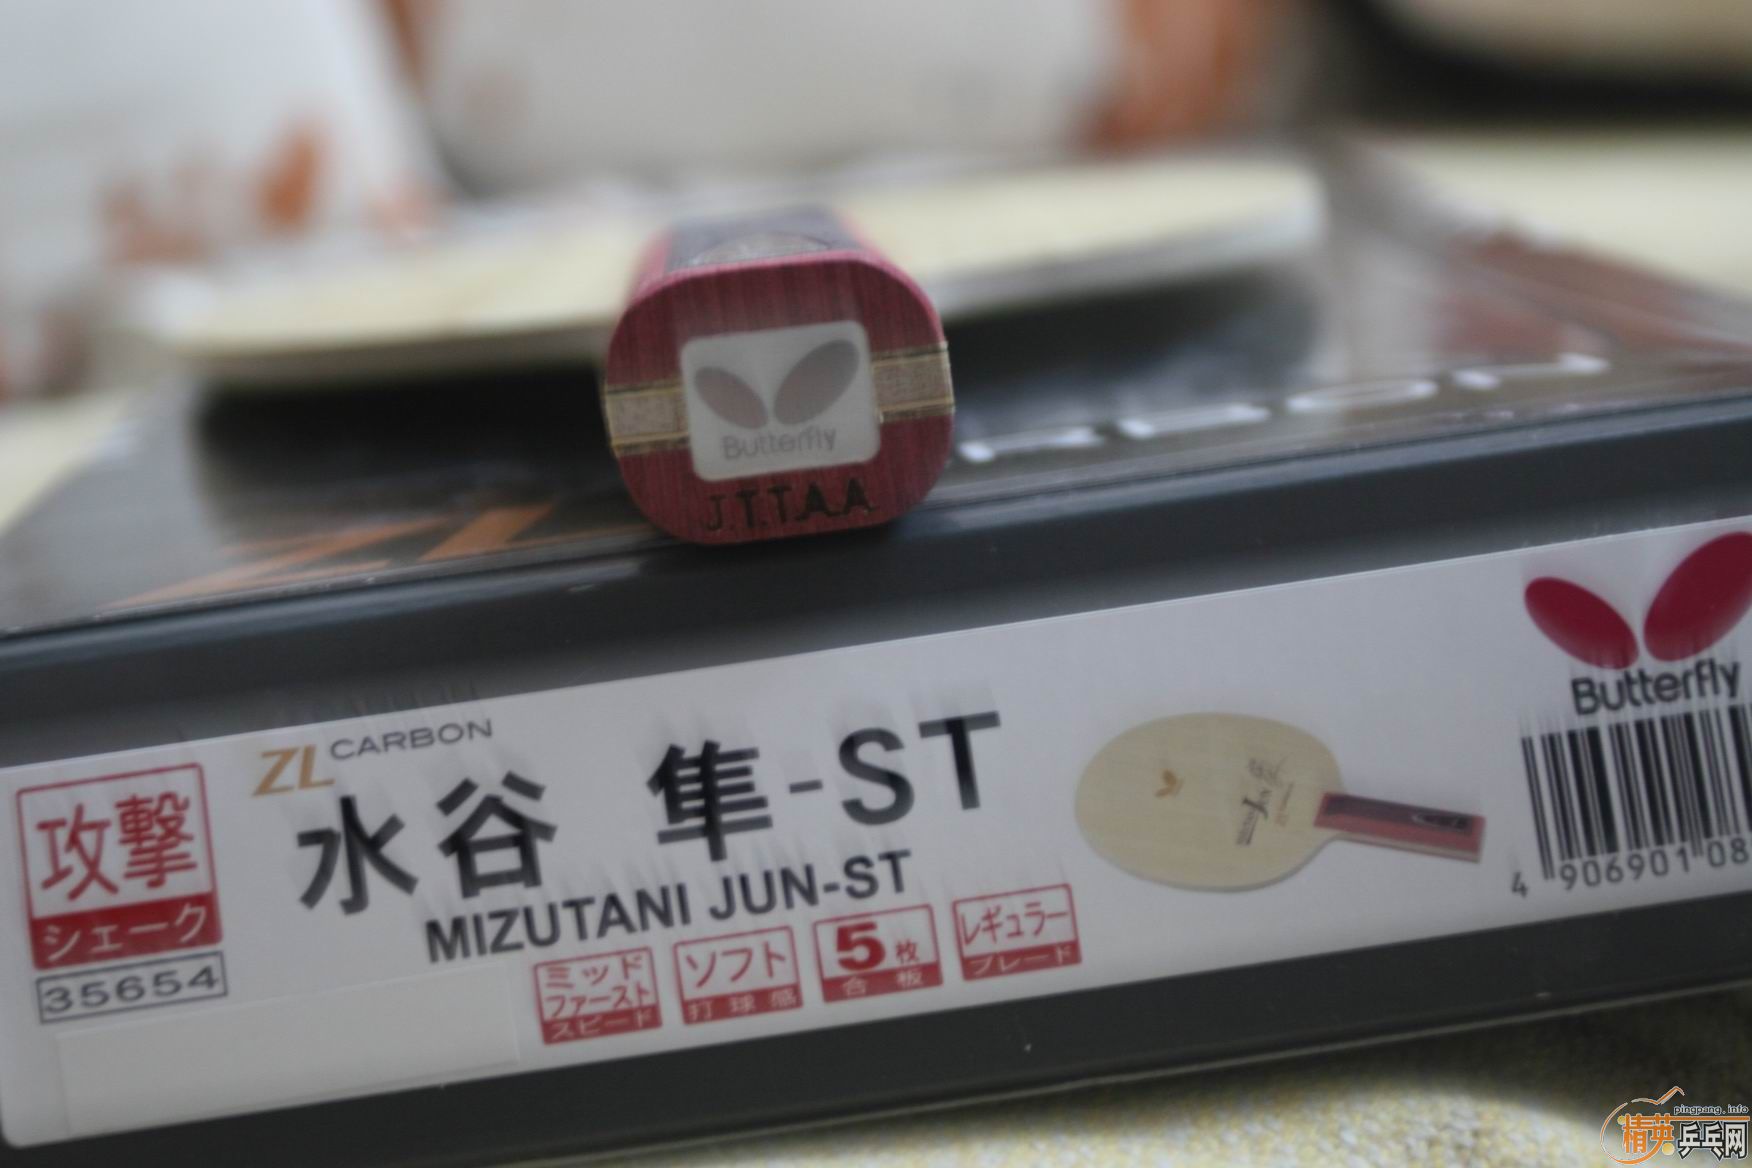 Butterfly
J.T.T.A.A.
ZL
ZL CARBON
攻撃
シェーク
35654
水谷 隼-ST
MIZUTANI JUN-ST
ミッド
ファースト
スピード
ソフト
打球感
5枚
合板
レギュラー
ブレード
Butterfly
4 906901 08
pingpang.info
精英乒乓网